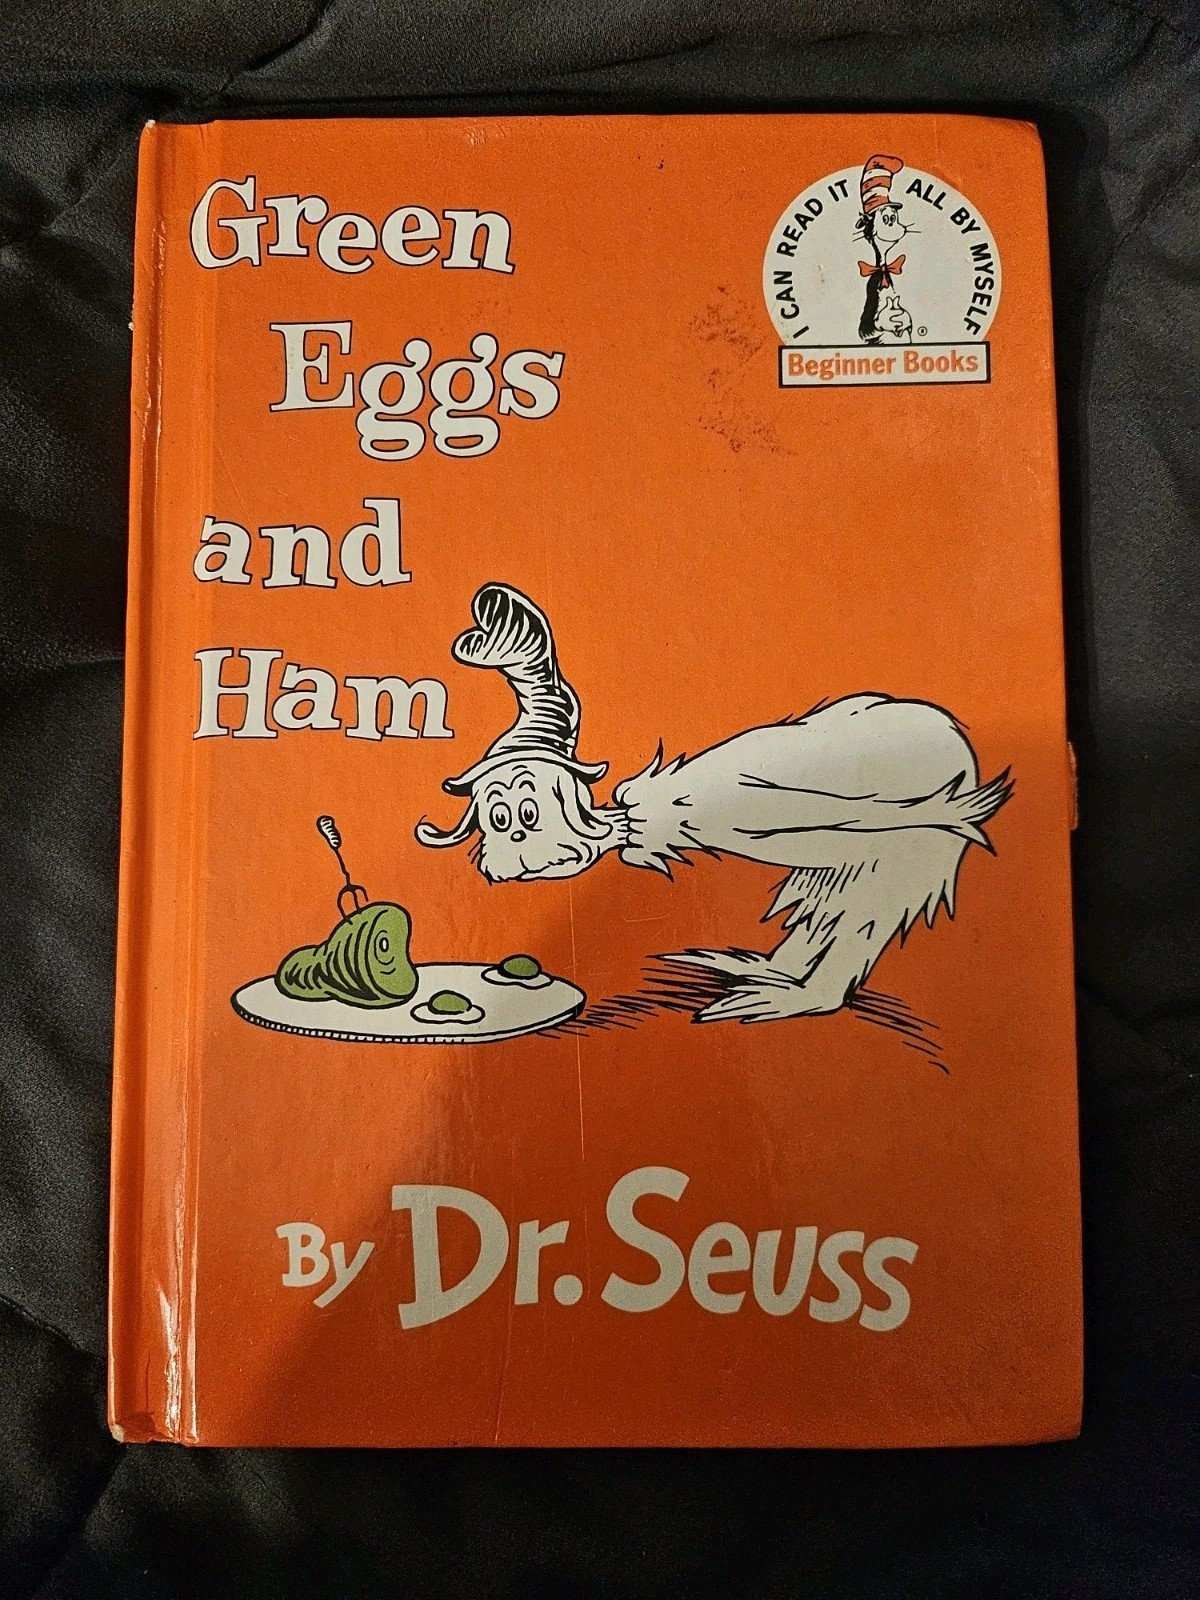 Green
Eggs
and
Ham
I CAN READ IT ALL BY MYSELF
®
Beginner Books
By Dr. Seuss